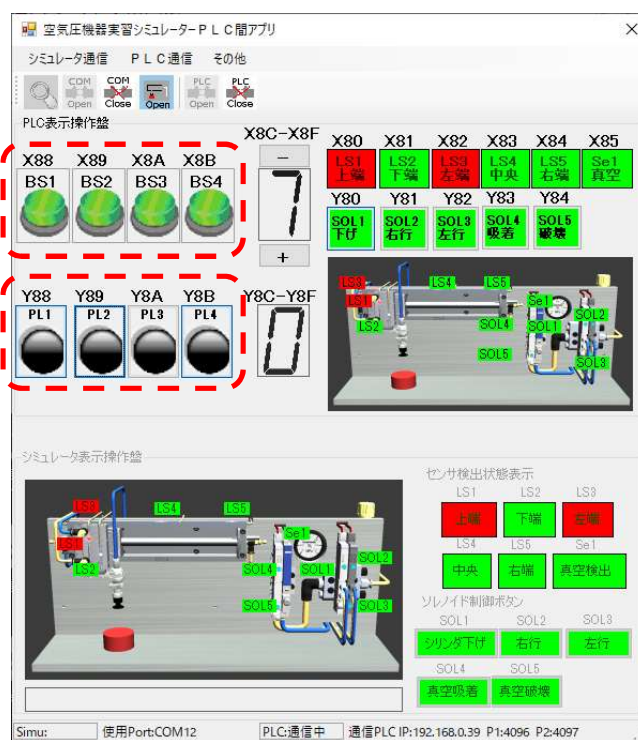 空気圧機器実習シミュレーターＰＬＣ間アプリ
シミュレータ通信 ＰＬＣ通信 その他
COM Open COM Close Open PLC Open PLC Close
PLC表示操作盤
X8C-X8F
X80 X81 X82 X83 X84 X85
LS1 上端 LS2 下端 LS3 左端 LS4 中央 LS5 右端 Se1 真空
X88 X89 X8A X8B
BS1 BS2 BS3 BS4
－
7
＋
Y80 Y81 Y82 Y83 Y84
SOL1 下げ SOL2 右行 SOL3 左行 SOL4 吸着 SOL5 破壊
Y88 Y89 Y8A Y8B Y8C-Y8F
PL1 PL2 PL3 PL4
0
LS3 LS4 LS5
LS1 Se1
LS2 SOL4 SOL1 SOL2
SOL5 SOL3
シミュレータ表示操作盤
LS3 LS4 LS5
LS1 Se1
LS2 SOL4 SOL1 SOL2
SOL5 SOL3
センサ検出状態表示
LS1 LS2 LS3
上端 下端 左端
LS4 LS5 Se1
中央 右端 真空検出
ソレノイド制御ボタン
SOL1 SOL2 SOL3
シリンダ下げ 右行 左行
SOL4 SOL5
真空吸着 真空破壊
Simu: 使用Port:COM12 PLC:通信中 通信PLC IP:192.168.0.39 P1:4096 P2:4097